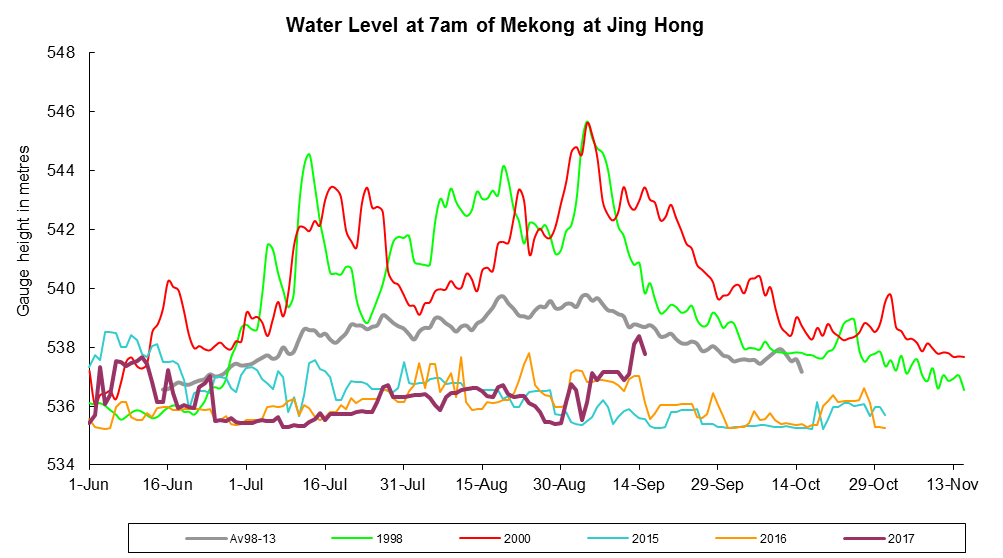 Water Level at 7am of Mekong at Jing Hong
Gauge height in metres
548
546
544
542
540
538
536
534
1-Jun 16-Jun 1-Jul 16-Jul 31-Jul 15-Aug 30-Aug 14-Sep 29-Sep 14-Oct 29-Oct 13-Nov
Av98-13 1998 2000 2015 2016 2017